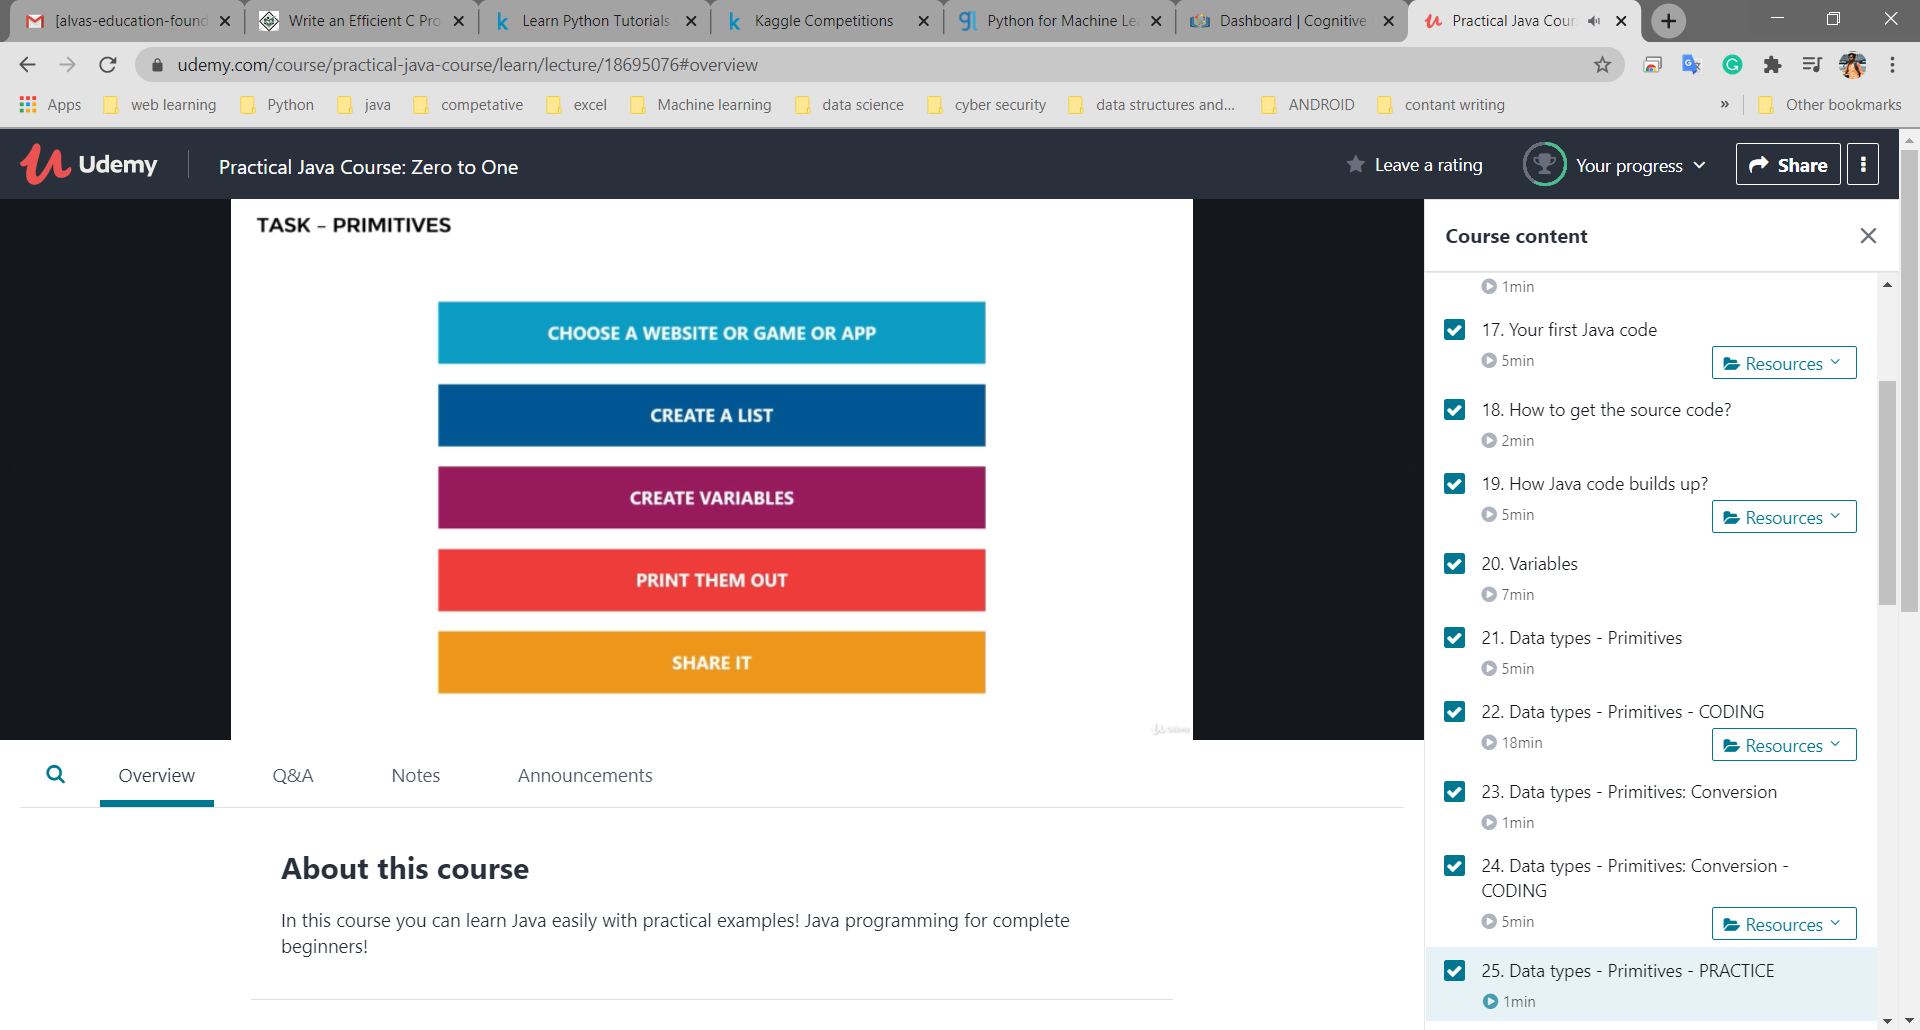 [alvas-education-found
Write an Efficient C Pro
Learn Python Tutorials
Kaggle Competitions
Python for Machine Le
Dashboard | Cognitive
Practical Java Cour
udemy.com/course/practical-java-course/learn/lecture/18695076#overview
Apps
web learning
Python
java
competative
excel
Machine learning
data science
cyber security
data structures and...
ANDROID
contant writing
»
Other bookmarks
Udemy
Practical Java Course: Zero to One
Leave a rating
Your progress
Share
TASK – PRIMITIVES
CHOOSE A WEBSITE OR GAME OR APP
CREATE A LIST
CREATE VARIABLES
PRINT THEM OUT
SHARE IT
Udemy
Overview
Q&A
Notes
Announcements
About this course
In this course you can learn Java easily with practical examples! Java programming for complete
beginners!
Course content
1min
17. Your first Java code
5min
Resources
18. How to get the source code?
2min
19. How Java code builds up?
5min
Resources
20. Variables
7min
21. Data types - Primitives
5min
22. Data types - Primitives - CODING
18min
Resources
23. Data types - Primitives: Conversion
1min
24. Data types - Primitives: Conversion -
CODING
5min
Resources
25. Data types - Primitives - PRACTICE
1min